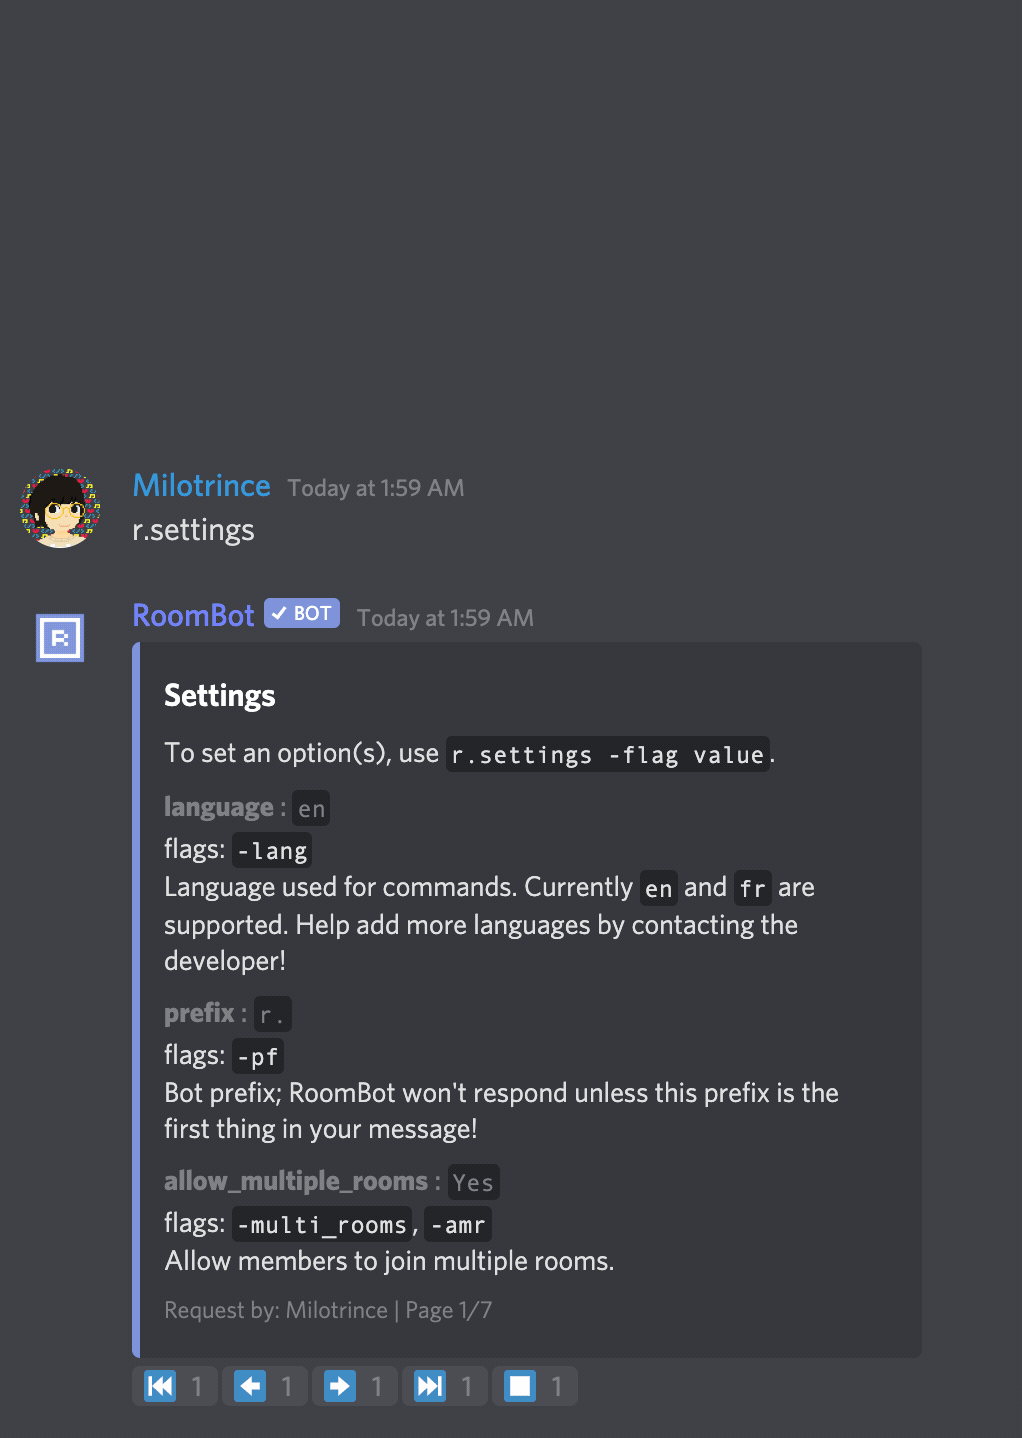 Milotrince Today at 1:59 AM
r.settings
RoomBot ✓ BOT Today at 1:59 AM
R
Settings
To set an option(s), use r.settings -flag value.
language : en
flags: -lang
Language used for commands. Currently en and fr are
supported. Help add more languages by contacting the
developer!
prefix : r.
flags: -pf
Bot prefix; RoomBot won't respond unless this prefix is the
first thing in your message!
allow_multiple_rooms : Yes
flags: -multi_rooms, -amr
Allow members to join multiple rooms.
Request by: Milotrince | Page 1/7
1 1 1 1 1